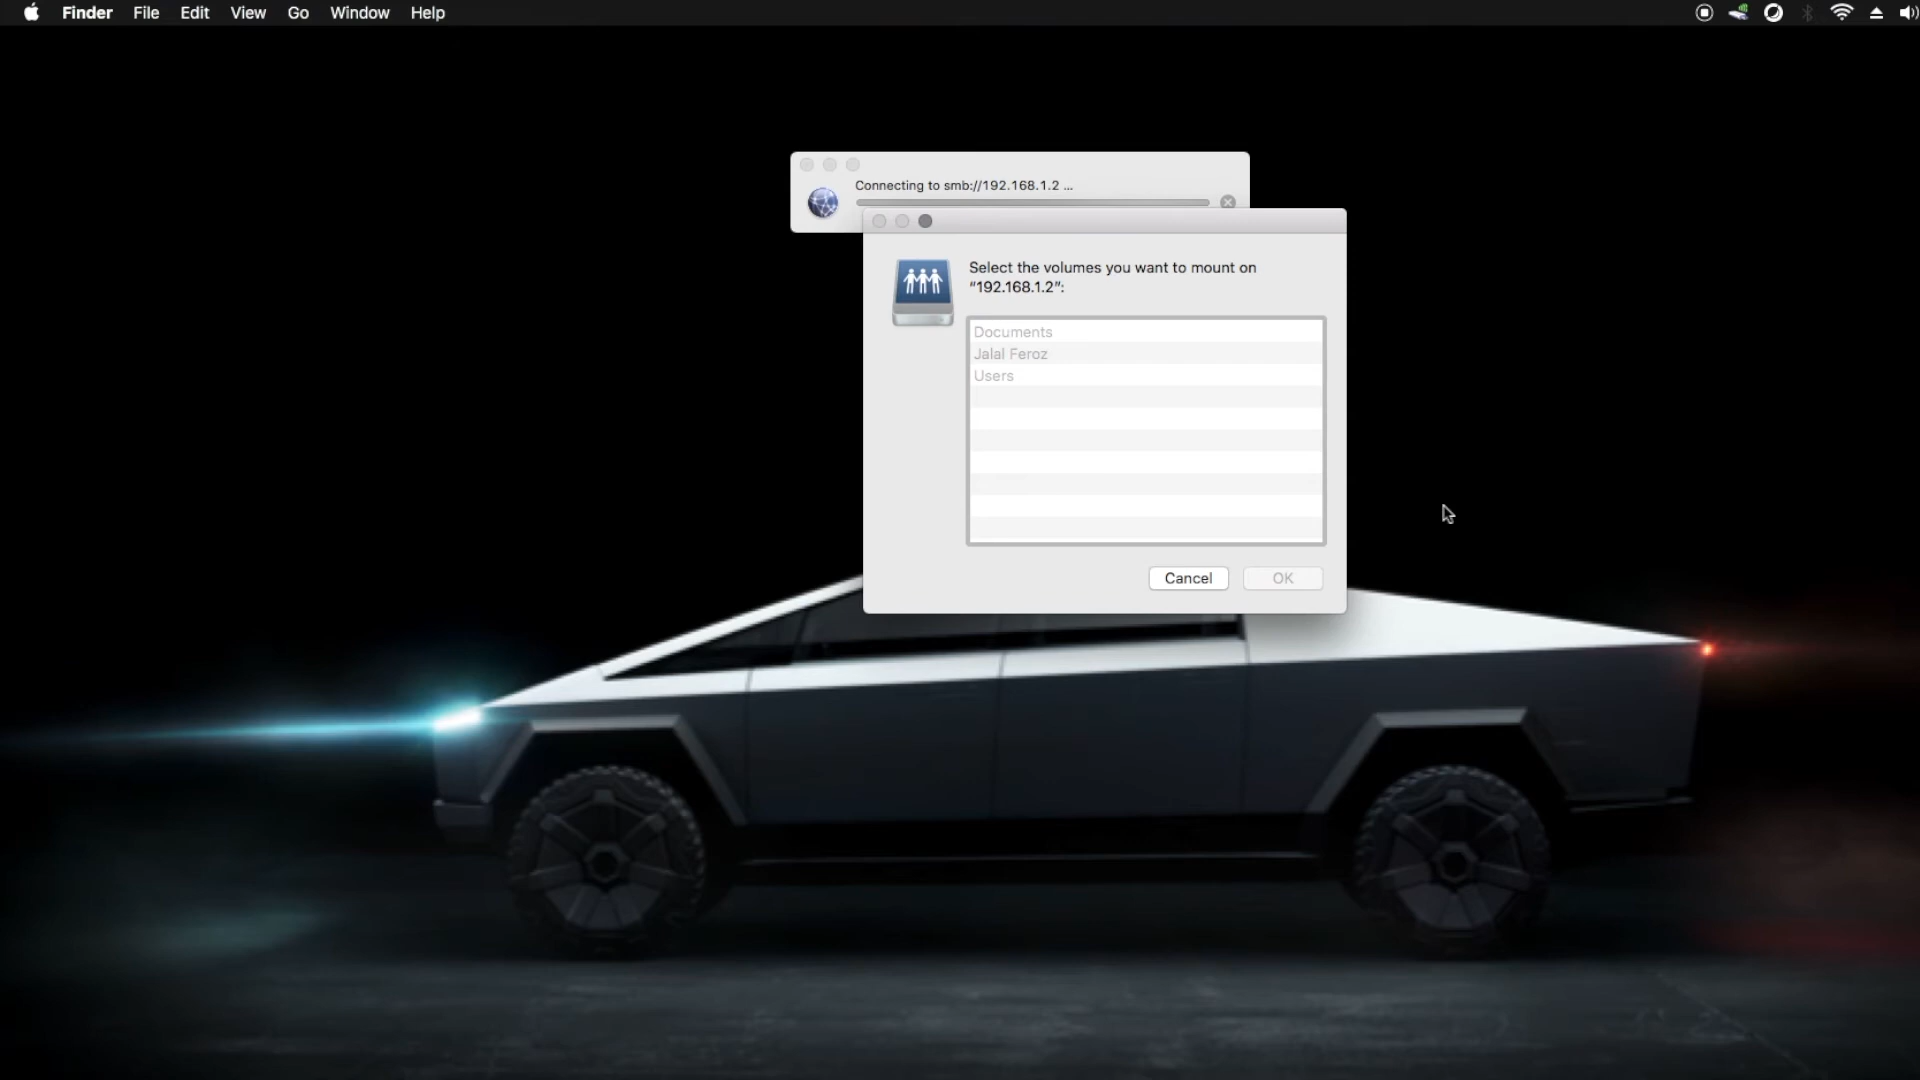 Finder File Edit View Go Window Help
Connecting to smb://192.168.1.2 ...
Select the volumes you want to mount on
“192.168.1.2”:
Documents
Jalal Feroz
Users
Cancel OK